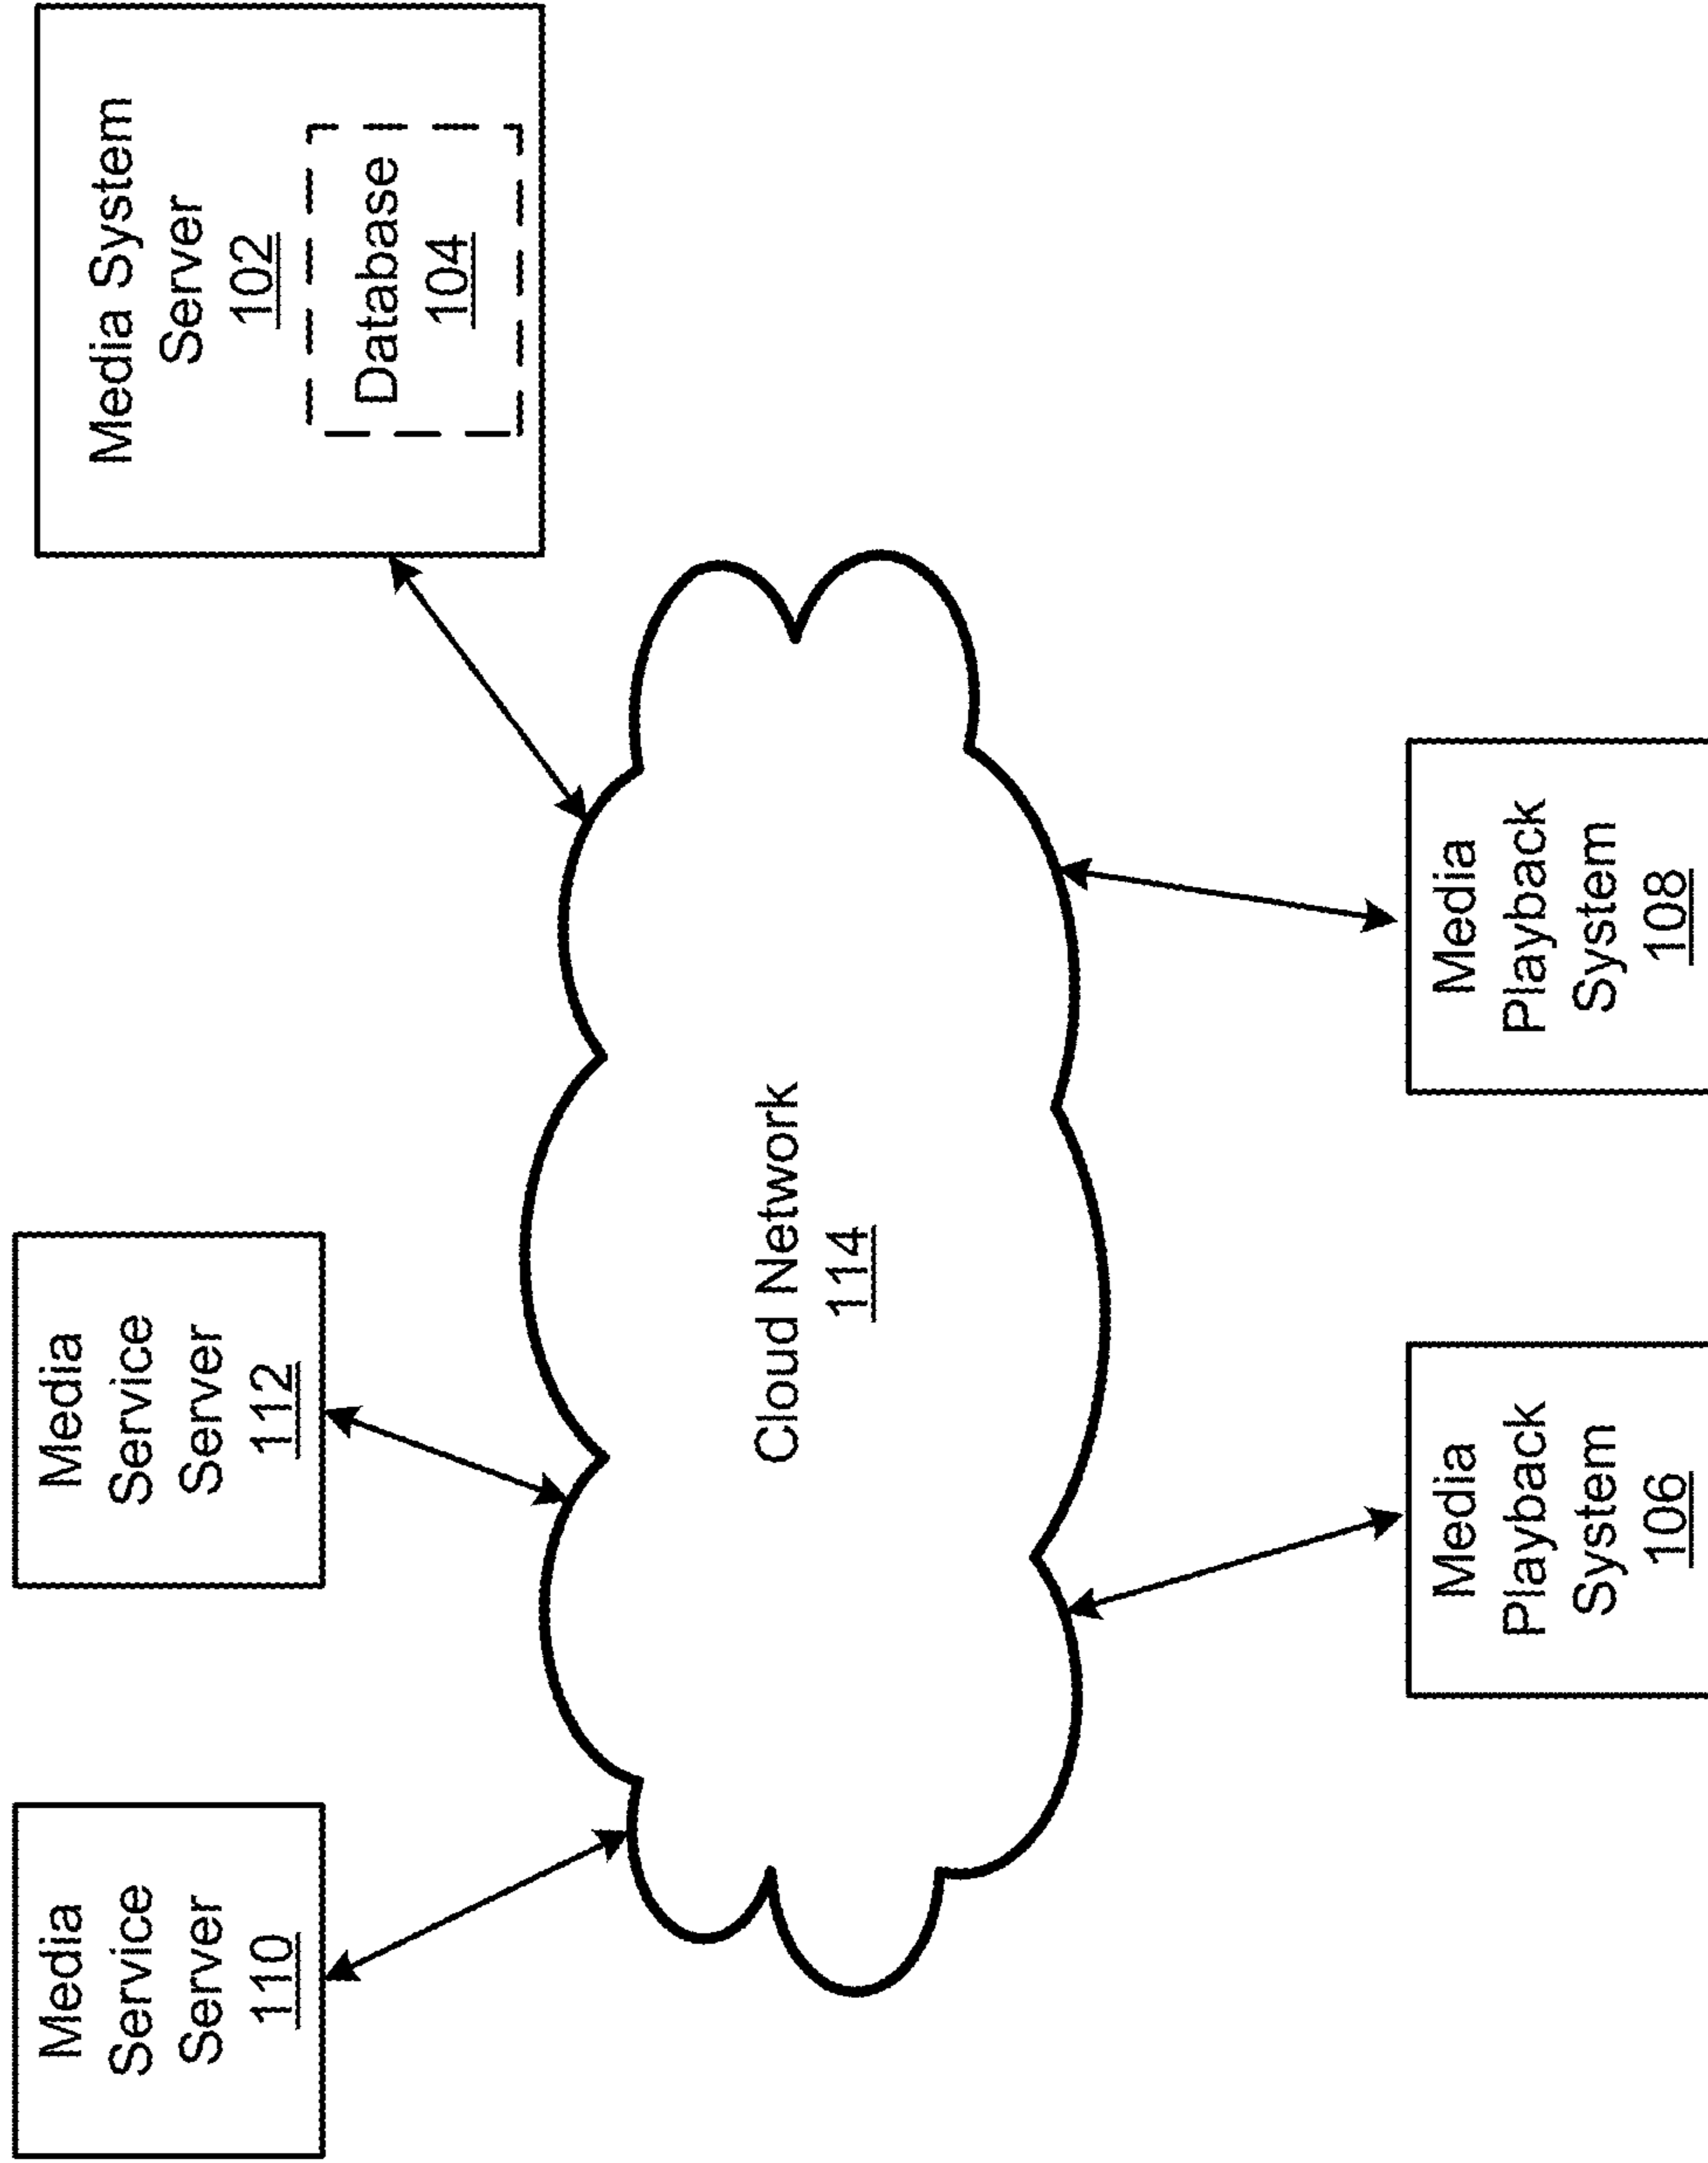 Media
Service
Server
110
Media
Service
Server
112
Media System
Server
102
Database
104
Cloud Network
114
Media
Playback
System
106
Media
Playback
System
108